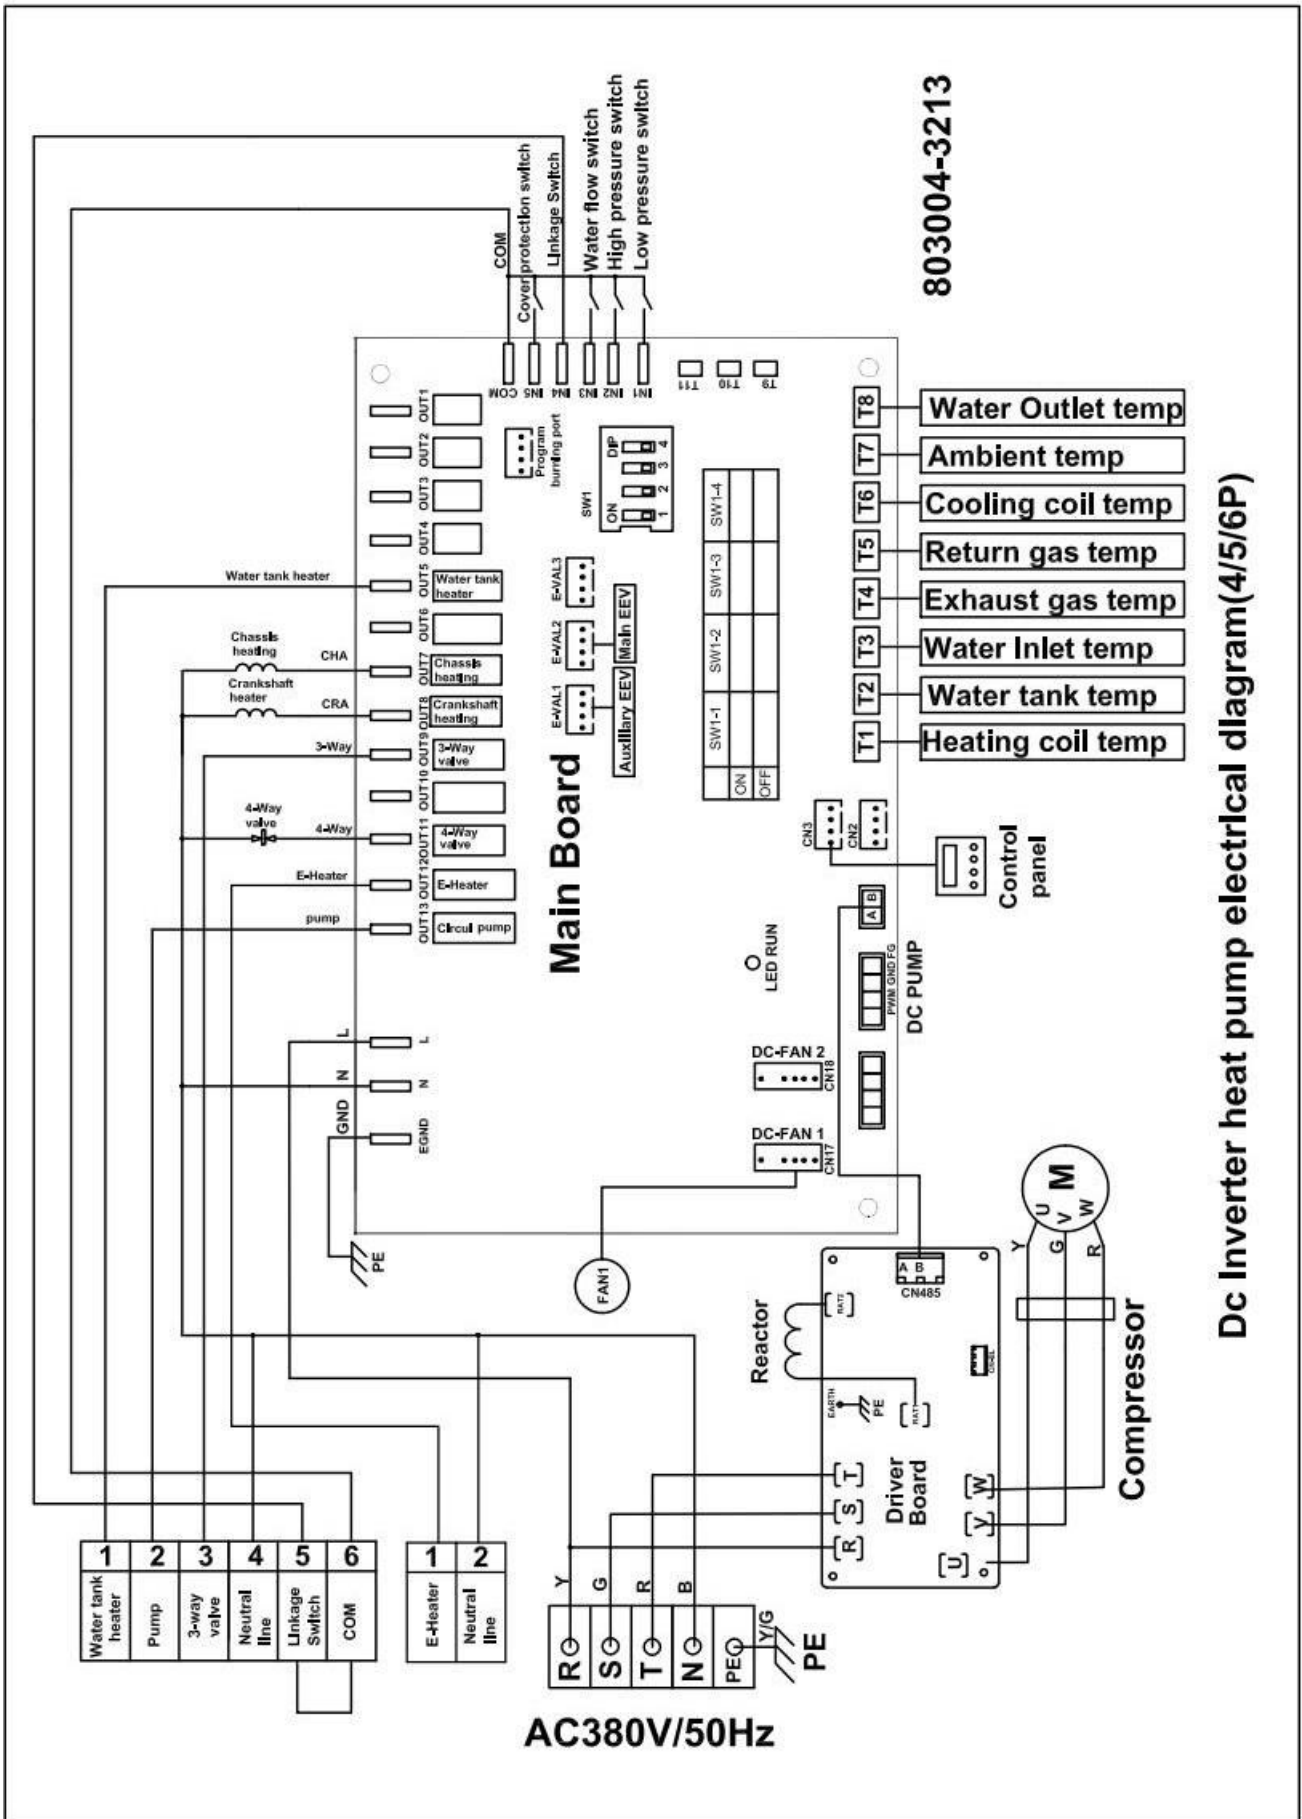 803004-3213
COM
Cover protection switch
Linkage Switch
Water flow switch
High pressure switch
Low pressure switch
COM
IN5
IN4
IN3
IN2
IN1
T11
T10
T9
OUT1
OUT2
OUT3
OUT4
OUT5
OUT6
OUT7
OUT8
OUT9
OUT10
OUT11
OUT12
OUT13
Water tank
heater
Chassis
heating
Crankshaft
heating
3-Way
valve
4-Way
valve
E-Heater
Circul pump
Water tank heater
Chassis
heating
CHA
Crankshaft
heater
CRA
3-Way
4-Way
valve
4-Way
E-Heater
pump
L
N
GND
L
N
EGND
PE
Program
burning port
SW1
ON
DIP
1
2
3
4
E-VAL3
E-VAL2
E-VAL1
Main EEV
Auxiliary EEV
SW1-1
SW1-2
SW1-3
SW1-4
ON
OFF
Main Board
T8
Water Outlet temp
T7
Ambient temp
T6
Cooling coil temp
T5
Return gas temp
T4
Exhaust gas temp
T3
Water Inlet temp
T2
Water tank temp
T1
Heating coil temp
CN3
CN2
Control
panel
A B
LED RUN
PWM GND FG
DC PUMP
DC-FAN 2
CN18
DC-FAN 1
CN17
FAN1
M
U
V
W
Y
G
R
Compressor
A B
CN485
Reactor
EARTH
PE
Driver
Board
T
S
R
W
V
U
1
2
3
4
5
6
Water tank
heater
Pump
3-way
valve
Neutral
line
Linkage
Switch
COM
1
2
E-Heater
Neutral
line
Y
G
R
B
Y/G
R
S
T
N
PE
PE
AC380V/50Hz
Dc Inverter heat pump electrical diagram(4/5/6P)